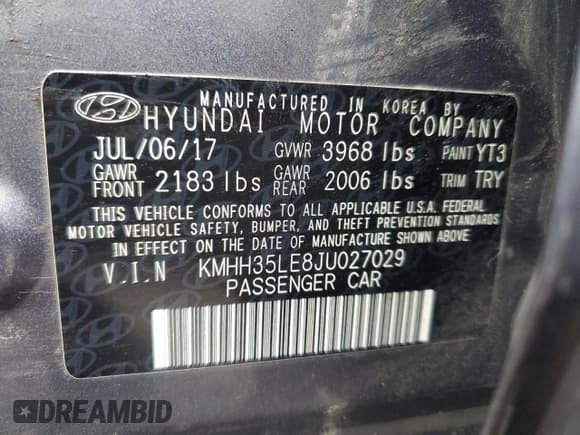 MANUFACTURED IN KOREA BY
HYUNDAI MOTOR COMPANY
JUL/06/17 GVWR 3968 lbs PAINT YT3
GAWR FRONT 2183 lbs GAWR REAR 2006 lbs TRIM TRY
THIS VEHICLE CONFORMS TO ALL APPLICABLE U.S.A. FEDERAL
MOTOR VEHICLE SAFETY, BUMPER, AND THEFT PREVENTION STANDARDS
IN EFFECT ON THE DATE OF MANUFACTURE SHOWN ABOVE.
V.I.N KMHH35LE8JU027029
PASSENGER CAR
DREAMBID